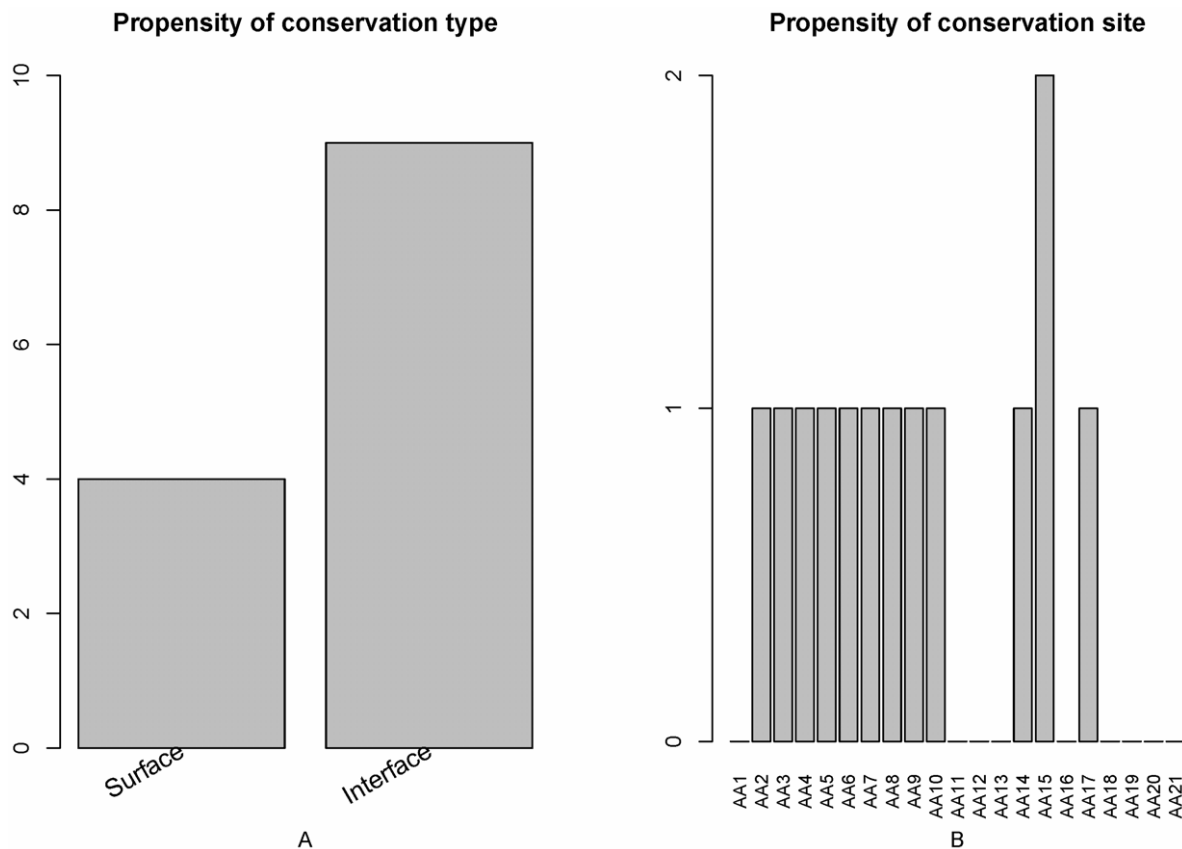 Propensity of conservation type
10
8
6
4
2
0
Surface
Interface
A
Propensity of conservation site
2
1
0
AA1
AA2
AA3
AA4
AA5
AA6
AA7
AA8
AA9
AA10
AA11
AA12
AA13
AA14
AA15
AA16
AA17
AA18
AA19
AA20
AA21
B